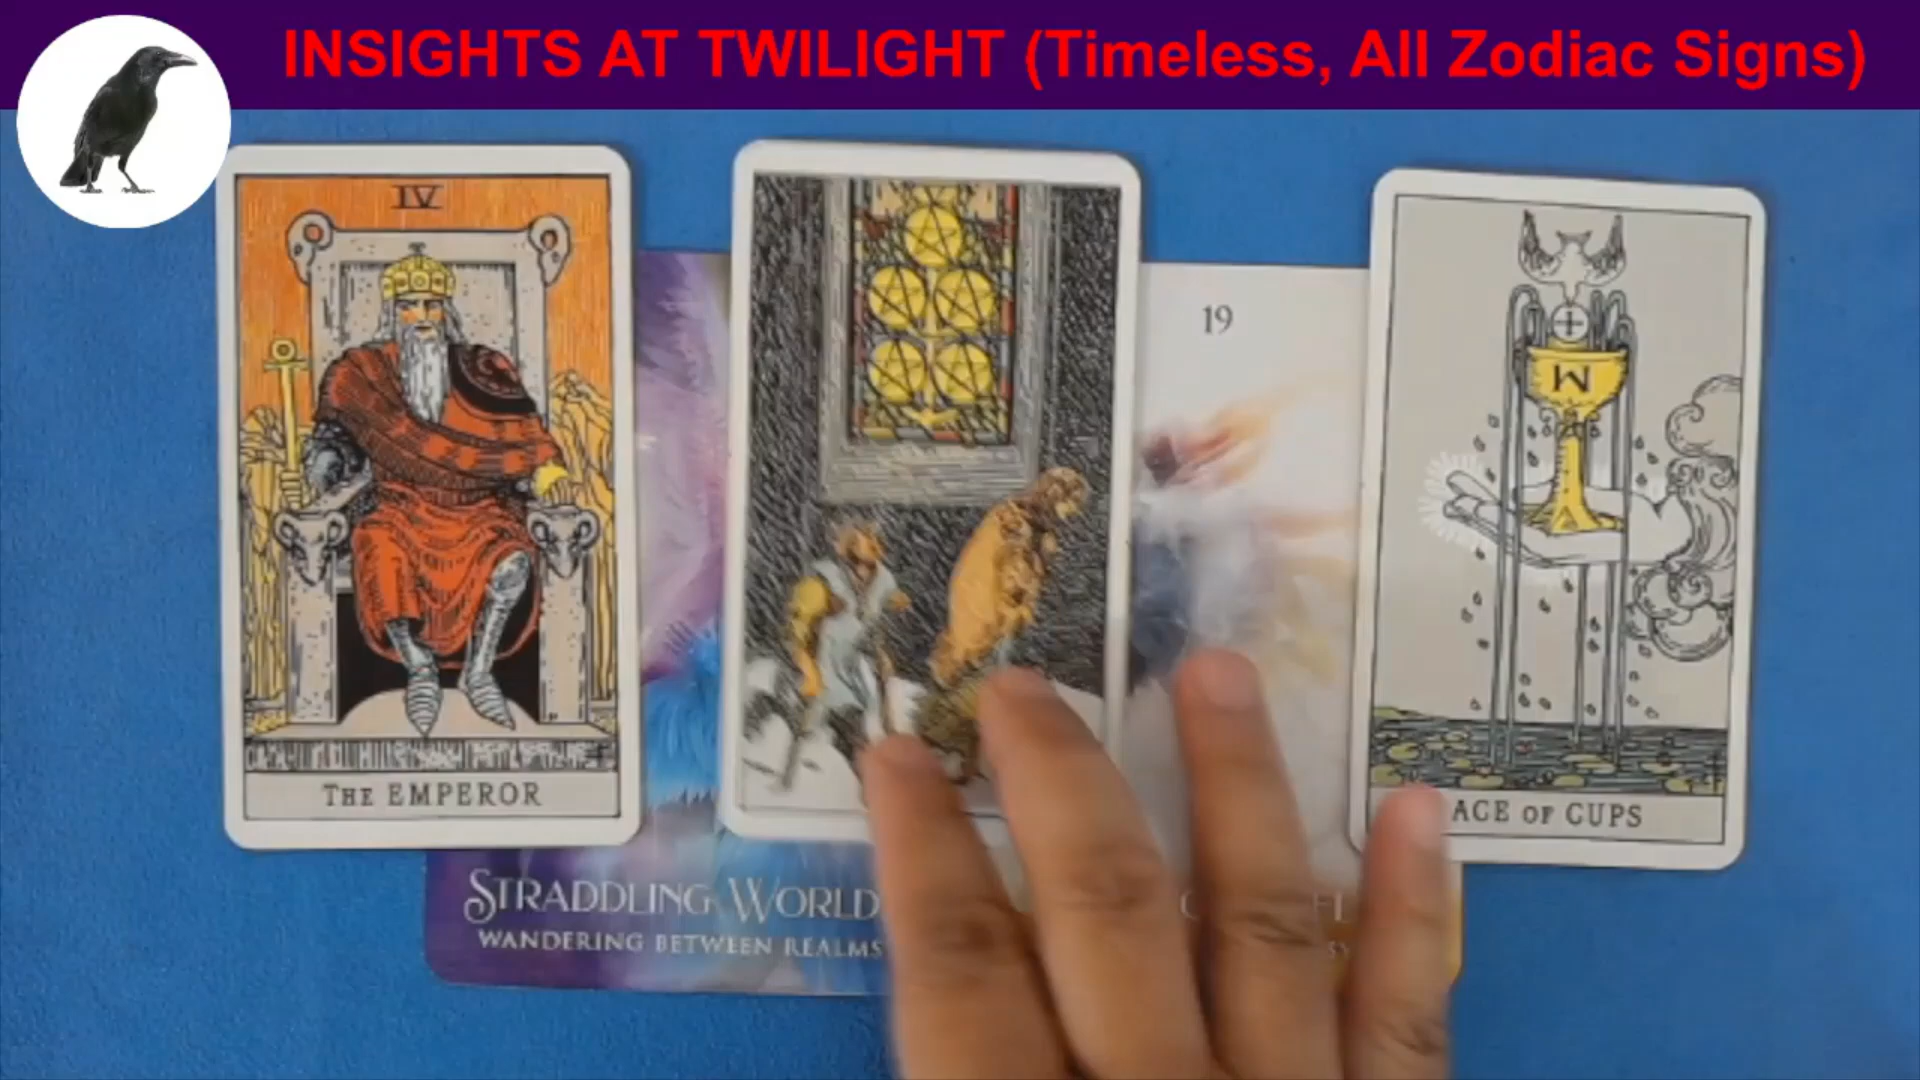 INSIGHTS AT TWILIGHT (Timeless, All Zodiac Signs)
IV
THE EMPEROR
19
ACE OF CUPS
STRADDLING WORLD
WANDERING BETWEEN REALMS